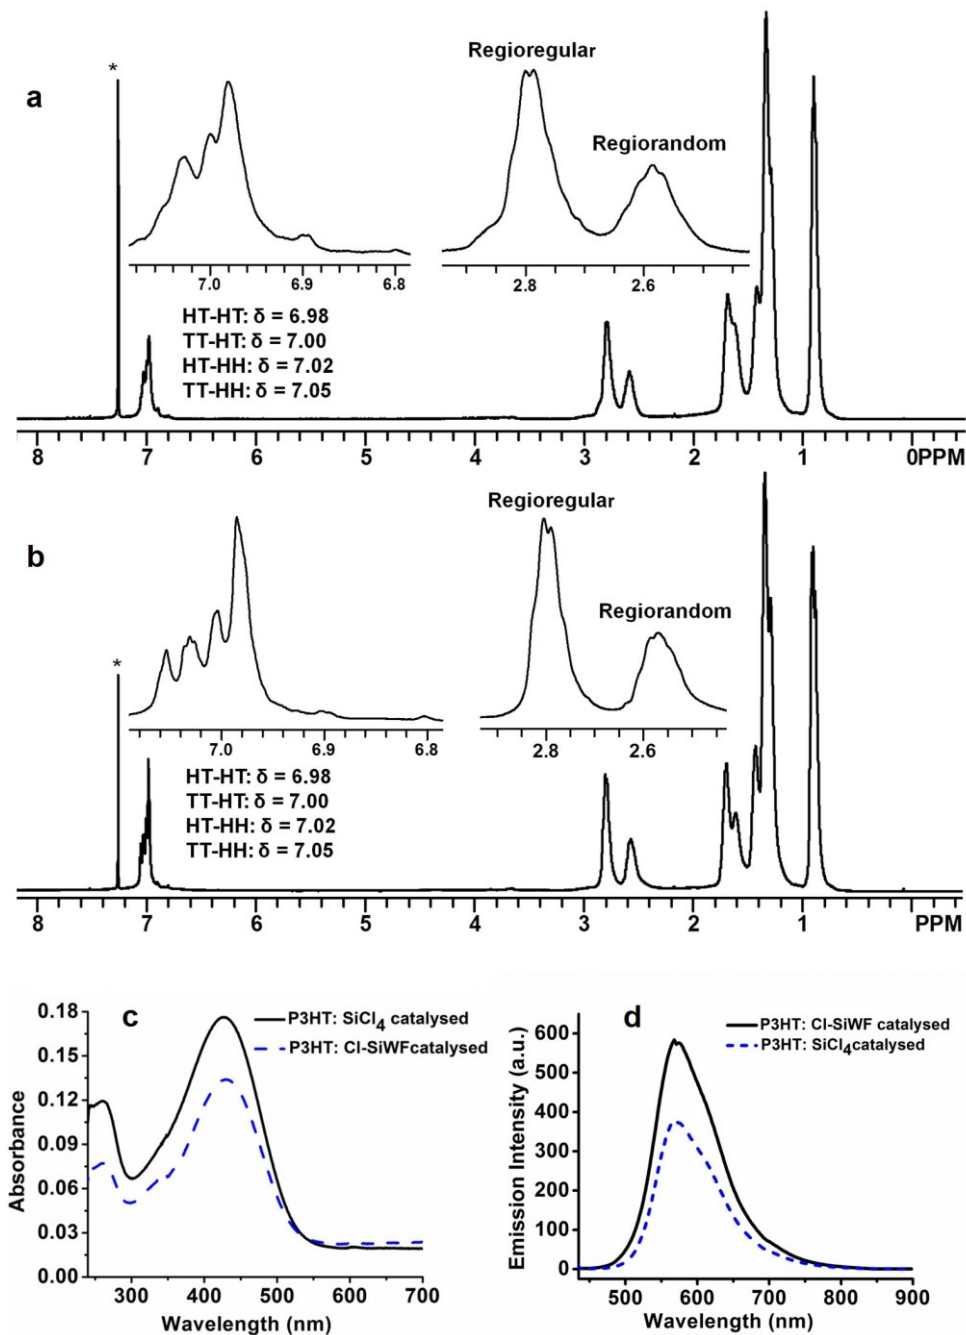 a
*
Regioregular
Regiorandom
7.0 6.9 6.8
2.8 2.6
HT-HT: δ = 6.98
TT-HT: δ = 7.00
HT-HH: δ = 7.02
TT-HH: δ = 7.05
8 7 6 5 4 3 2 1 0PPM
b
*
Regioregular
Regiorandom
7.0 6.9 6.8
2.8 2.6
HT-HT: δ = 6.98
TT-HT: δ = 7.00
HT-HH: δ = 7.02
TT-HH: δ = 7.05
8 7 6 5 4 3 2 1 PPM
c
P3HT: SiCl₄ catalysed
P3HT: Cl-SiWFcatalysed
Absorbance
0.18
0.15
0.12
0.09
0.06
0.03
0.00
300 400 500 600 700
Wavelength (nm)
d
P3HT: Cl-SiWF catalysed
P3HT: SiCl₄catalysed
Emission Intensity (a.u.)
600
500
400
300
200
100
0
500 600 700 800 900
Wavelength (nm)